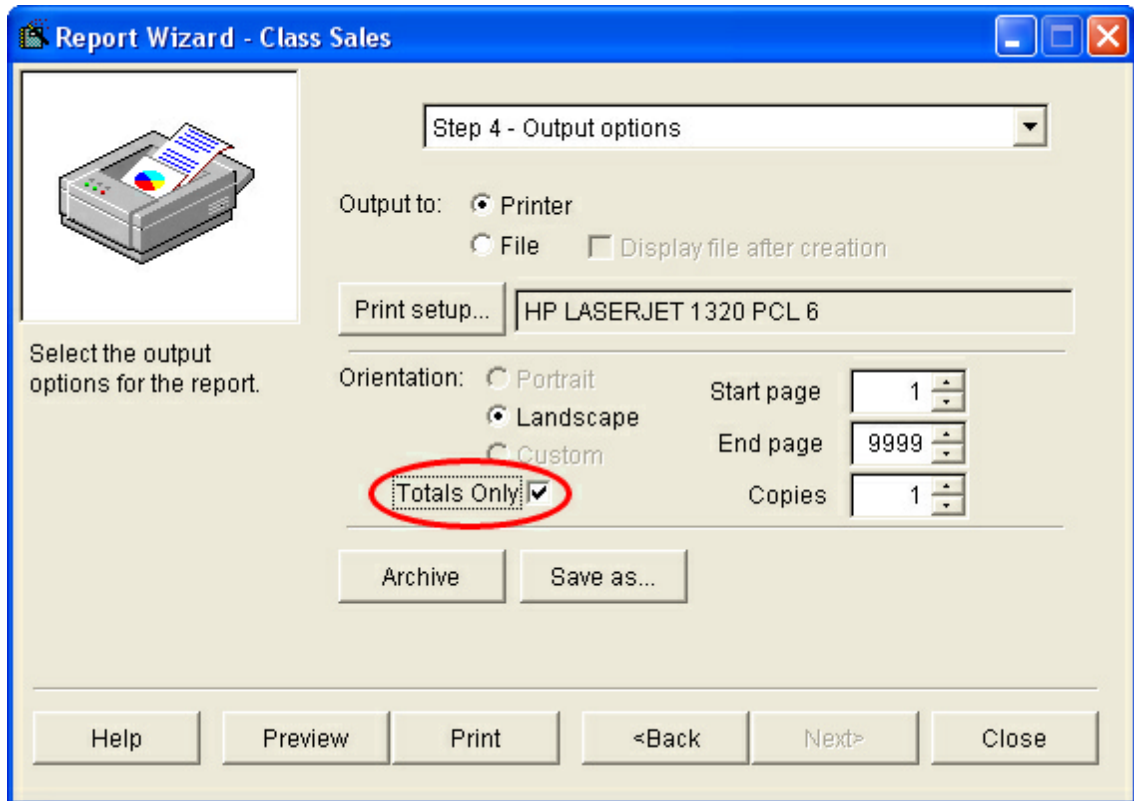 Report Wizard - Class Sales
Step 4 - Output options
Output to: Printer
File Display file after creation
Print setup... HP LASERJET 1320 PCL 6
Select the output
options for the report.
Orientation: Portrait
Landscape
Custom
Totals Only
Start page 1
End page 9999
Copies 1
Archive Save as...
Help Preview Print <Back Next> Close